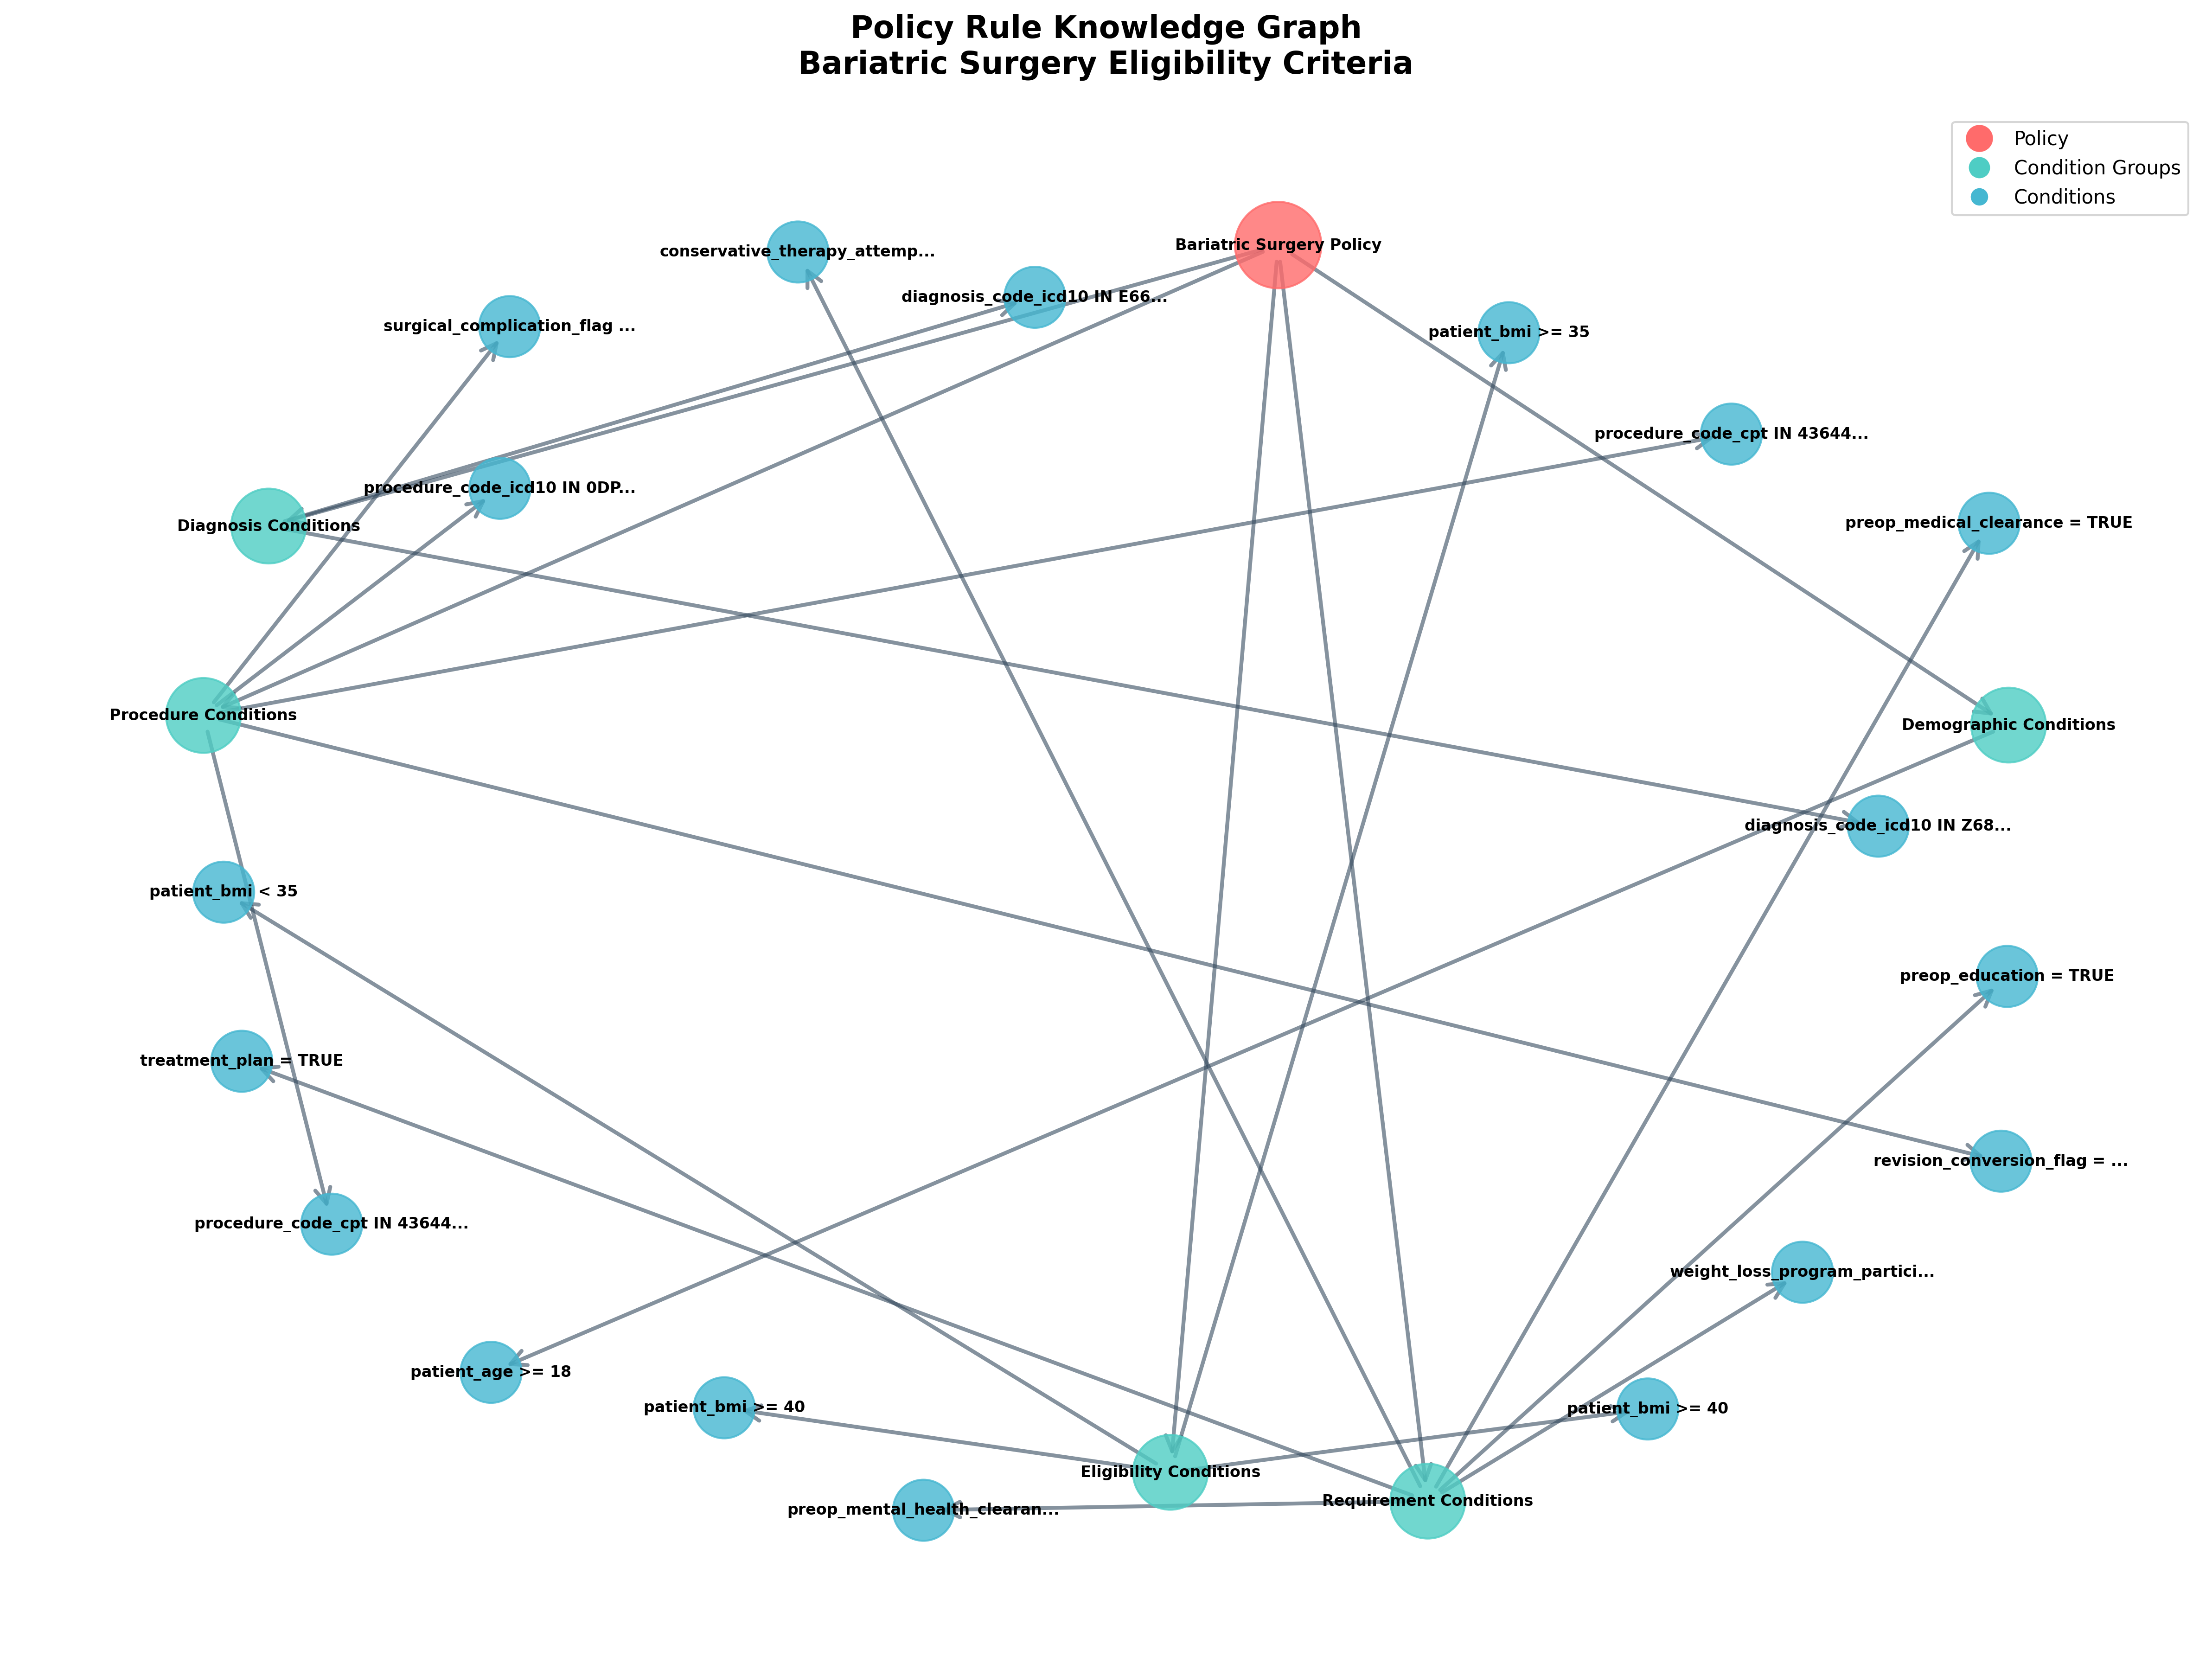 Policy Rule Knowledge Graph
Bariatric Surgery Eligibility Criteria
Policy
Condition Groups
Conditions
Bariatric Surgery Policy
conservative_therapy_attemp...
diagnosis_code_icd10 IN E66...
surgical_complication_flag ...
patient_bmi >= 35
procedure_code_cpt IN 43644...
procedure_code_icd10 IN 0DP...
preop_medical_clearance = TRUE
Diagnosis Conditions
Procedure Conditions
Demographic Conditions
diagnosis_code_icd10 IN Z68...
patient_bmi < 35
preop_education = TRUE
treatment_plan = TRUE
revision_conversion_flag = ...
procedure_code_cpt IN 43644...
weight_loss_program_partici...
patient_age >= 18
patient_bmi >= 40
patient_bmi >= 40
Eligibility Conditions
Requirement Conditions
preop_mental_health_clearan...